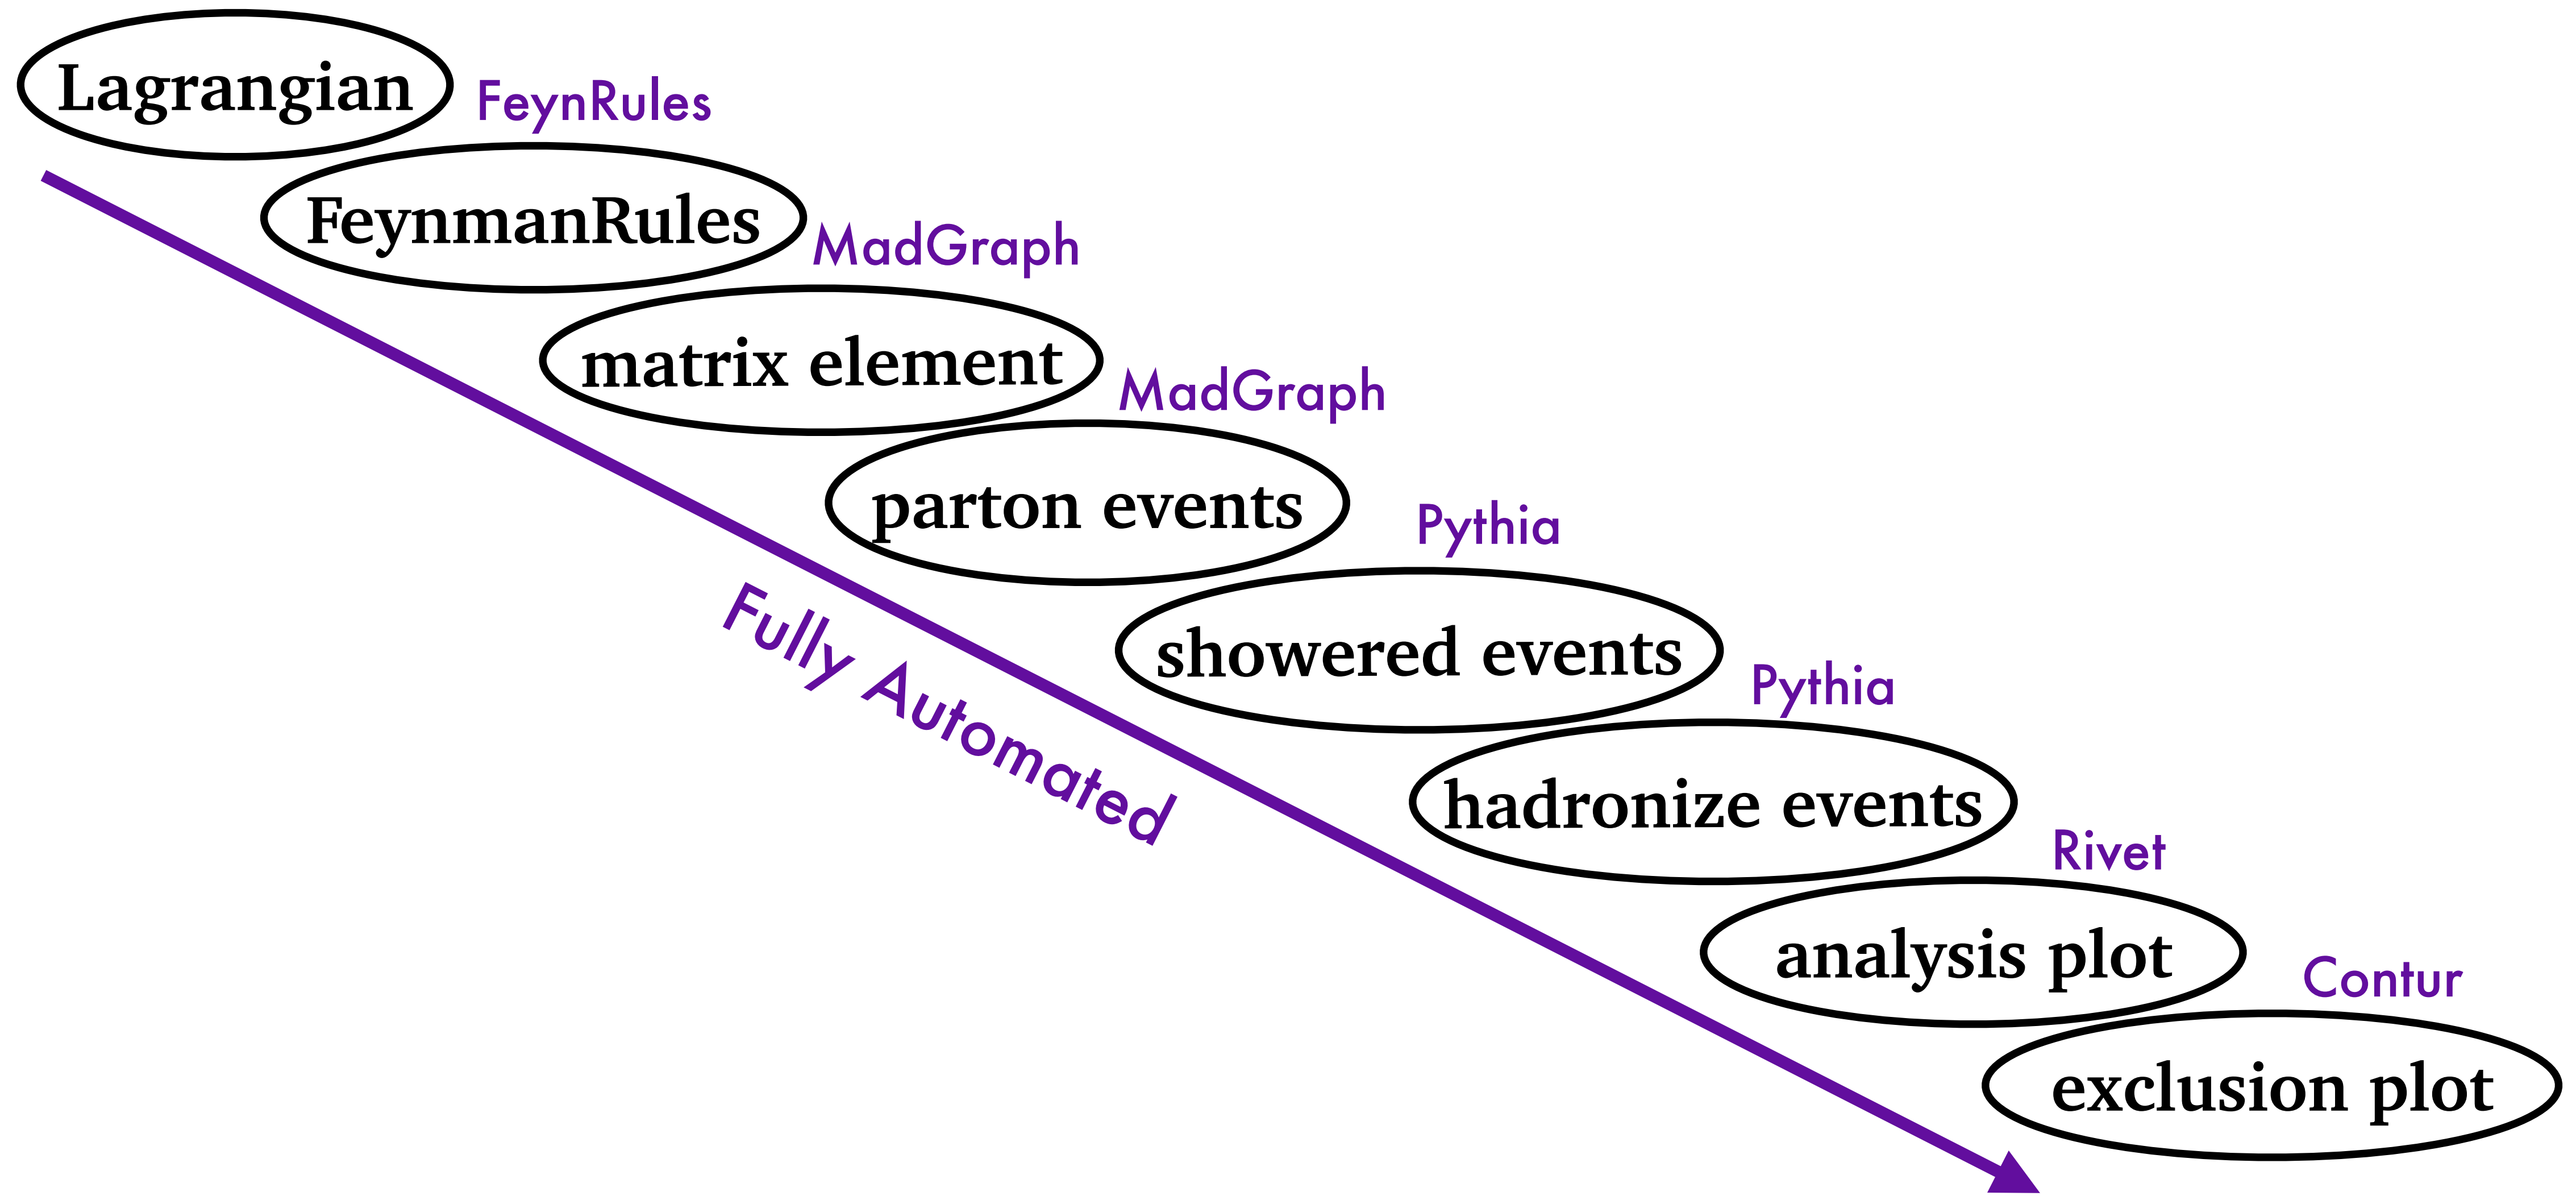 Lagrangian
FeynRules
FeynmanRules
MadGraph
matrix element
MadGraph
parton events
Pythia
showered events
Pythia
hadronize events
Rivet
analysis plot
Contur
exclusion plot
Fully Automated